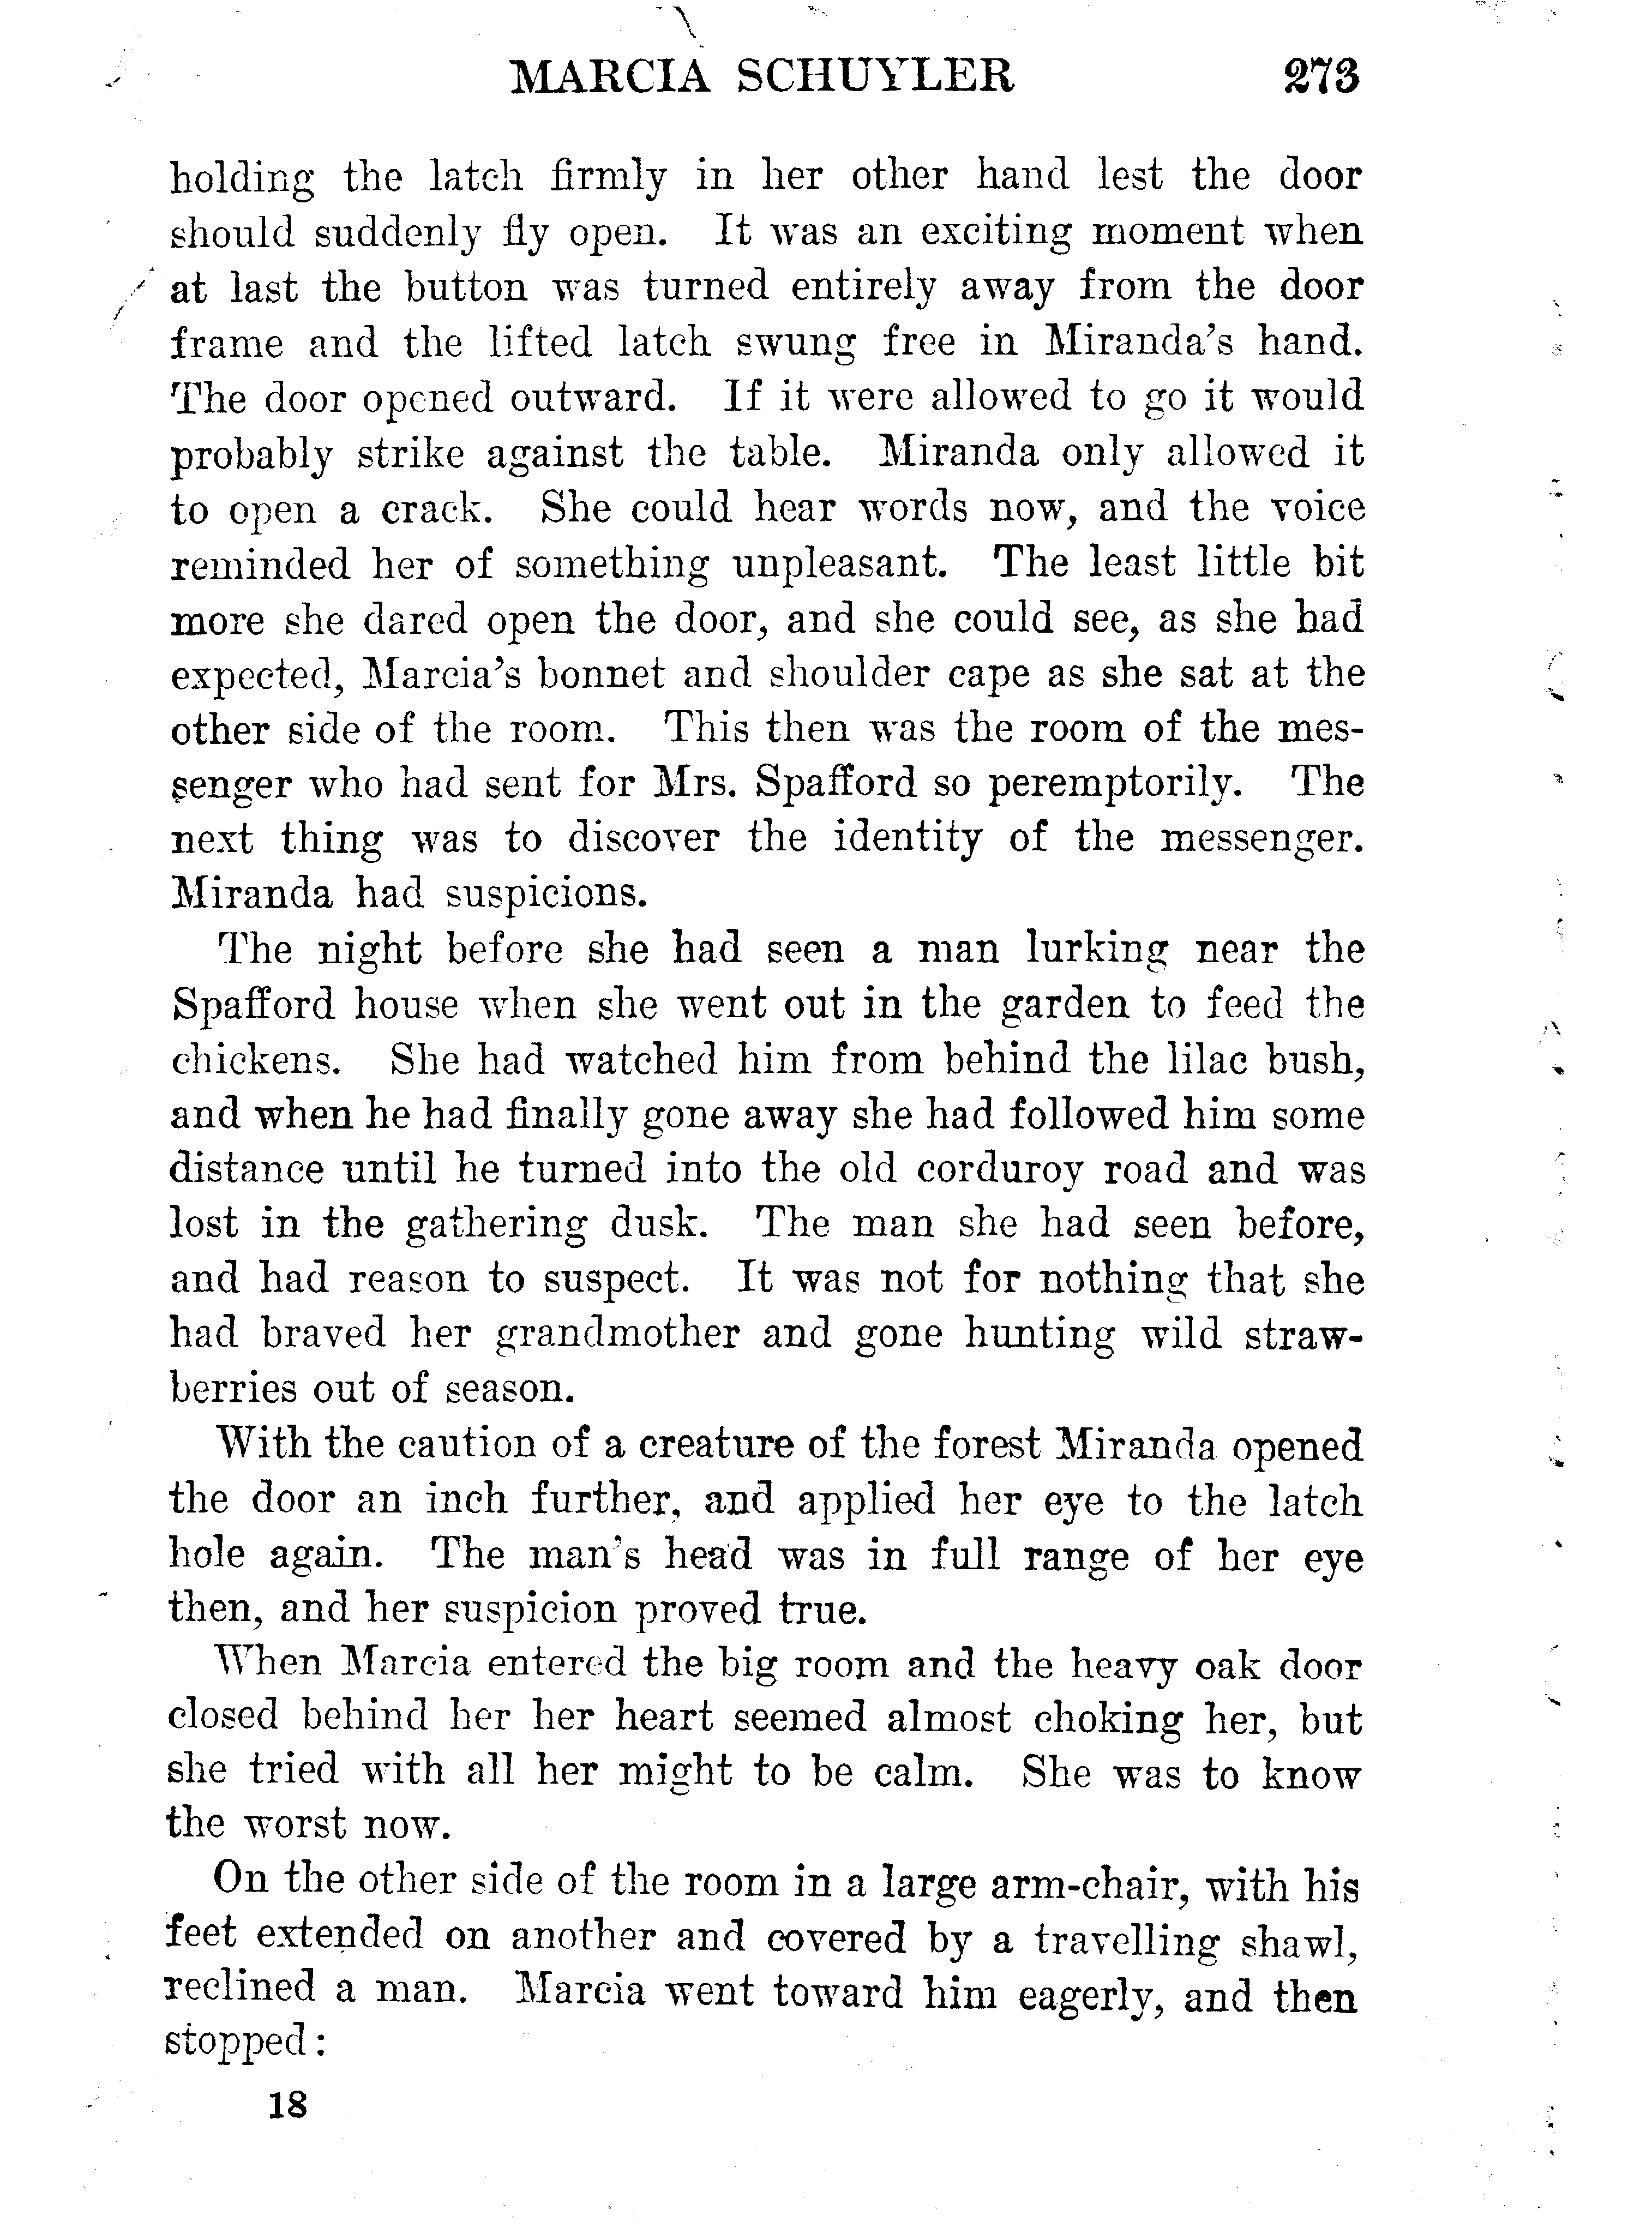 MARCIA SCHUYLER 273
holding the latch firmly in her other hand lest the door
should suddenly fly open. It was an exciting moment when
at last the button was turned entirely away from the door
frame and the lifted latch swung free in Miranda's hand.
The door opened outward. If it were allowed to go it would
probably strike against the table. Miranda only allowed it
to open a crack. She could hear words now, and the voice
reminded her of something unpleasant. The least little bit
more she dared open the door, and she could see, as she had
expected, Marcia's bonnet and shoulder cape as she sat at the
other side of the room. This then was the room of the mes-
senger who had sent for Mrs. Spafford so peremptorily. The
next thing was to discover the identity of the messenger.
Miranda had suspicions.
The night before she had seen a man lurking near the
Spafford house when she went out in the garden to feed the
chickens. She had watched him from behind the lilac bush,
and when he had finally gone away she had followed him some
distance until he turned into the old corduroy road and was
lost in the gathering dusk. The man she had seen before,
and had reason to suspect. It was not for nothing that she
had braved her grandmother and gone hunting wild straw-
berries out of season.
With the caution of a creature of the forest Miranda opened
the door an inch further, and applied her eye to the latch
hole again. The man's head was in full range of her eye
then, and her suspicion proved true.
When Marcia entered the big room and the heavy oak door
closed behind her her heart seemed almost choking her, but
she tried with all her might to be calm. She was to know
the worst now.
On the other side of the room in a large arm-chair, with his
feet extended on another and covered by a travelling shawl,
reclined a man. Marcia went toward him eagerly, and then
stopped:
18